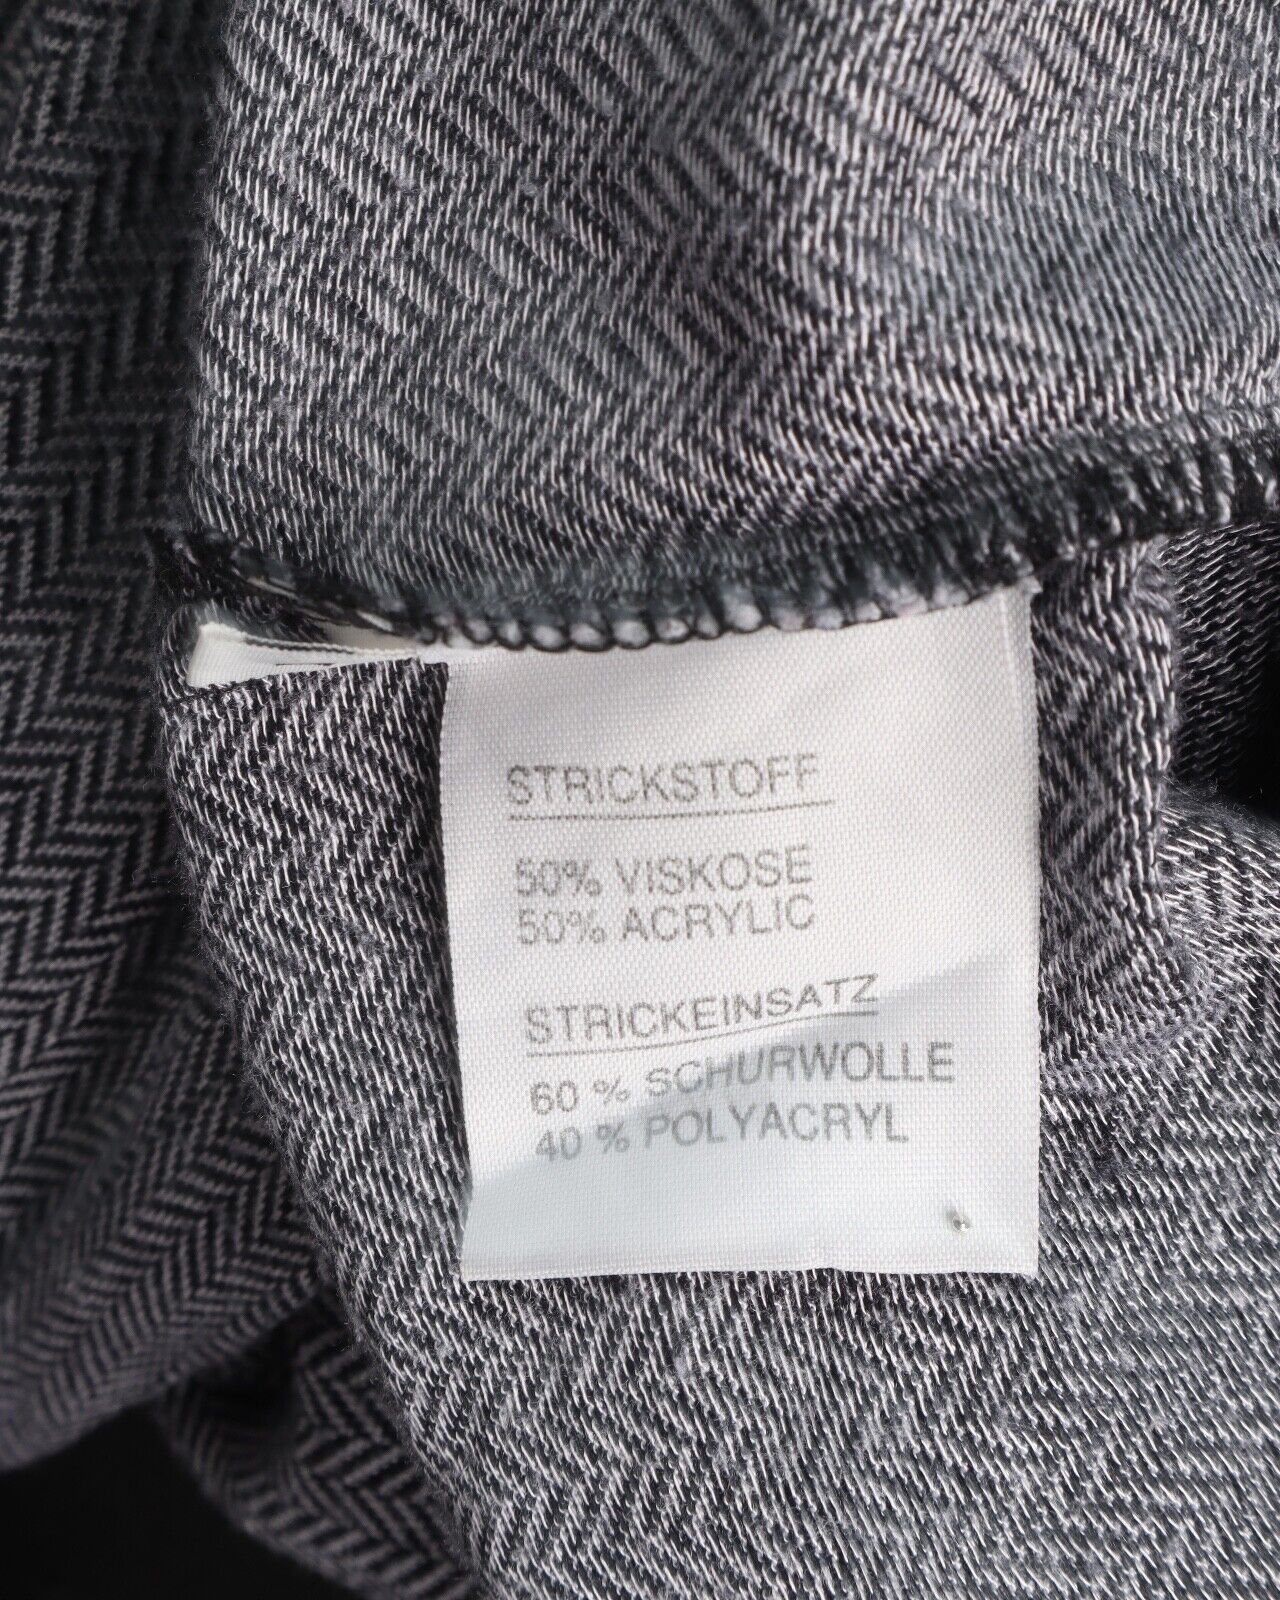 STRICKSTOFF
50% VISKOSE
50% ACRYLIC
STRICKEINSATZ
60 % SCHURWOLLE
40 % POLYACRYL